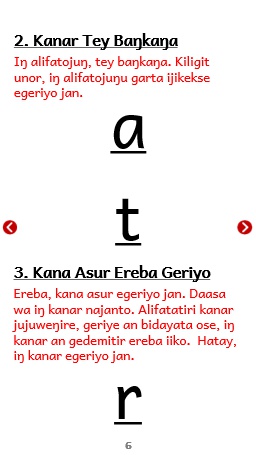 2. Kanar Tey Baŋkaŋa
Iŋ alifatojuŋ, tey baŋkaŋa. Kiligit
unor, iŋ alifatojuŋu garta ijikekse
egeriyo jan.
a
t
3. Kana Asur Ereba Geriyo
Ereba, kana asur egeriyo jan. Daasa
wa iŋ kanar najanto. Alifatatiri kanar
jujuweŋire, geriye an bidayata ose, iŋ
kanar an gedemitir ereba iiko. Hatay,
iŋ kanar egeriyo jan.
r
6